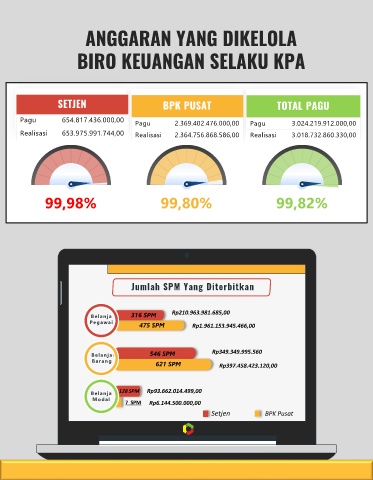 ANGGARAN YANG DIKELOLA
BIRO KEUANGAN SELAKU KPA
SETJEN
Pagu 654.817.436.000,00
Realisasi 653.975.991.744,00
99,98%
BPK PUSAT
Pagu 2.369.402.476.000,00
Realisasi 2.364.756.868.586,00
99,80%
TOTAL PAGU
Pagu 3.024.219.912.000,00
Realisasi 3.018.732.860.330,00
99,82%
Jumlah SPM Yang Diterbitkan
Belanja
Pegawai
316 SPM Rp210.963.981.685,00
475 SPM Rp1.961.153.945.466,00
Belanja
Barang
546 SPM Rp349.349.995.560
621 SPM Rp397.458.423.120,00
Belanja
Modal
SPM Rp93.662.014.499,00
7 SPM Rp6.144.500.000,00
Setjen
BPK Pusat